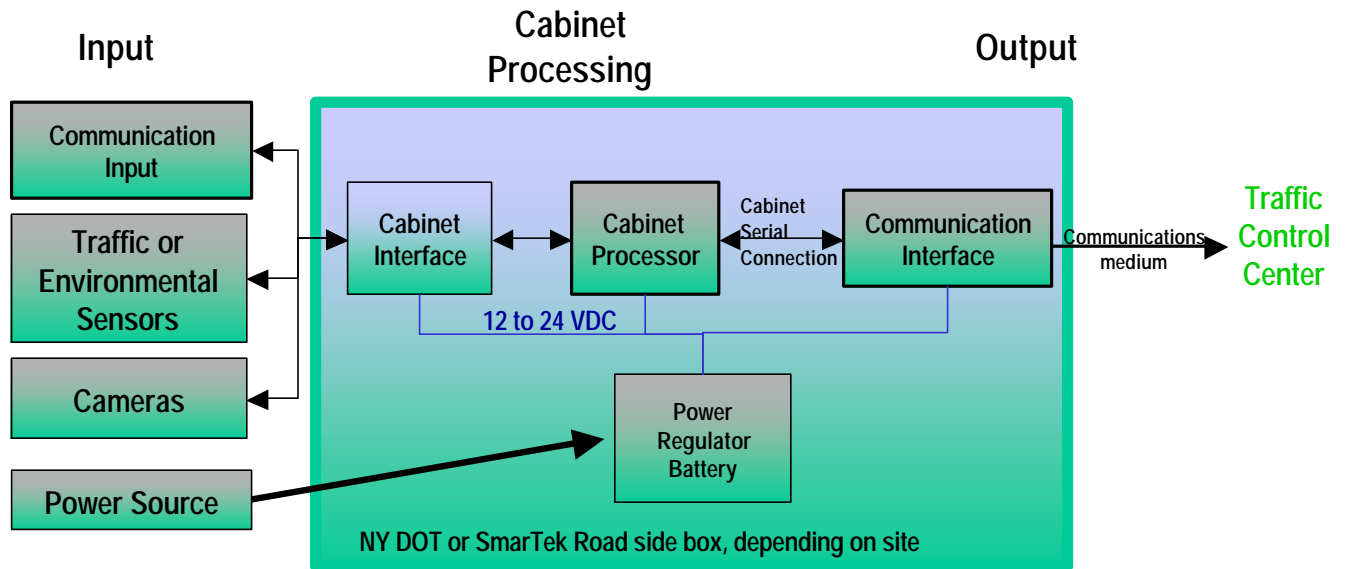 Input
Cabinet
Processing
Output
Communication
Input
Traffic or
Environmental
Sensors
Cameras
Power Source
Cabinet
Interface
Cabinet
Processor
Cabinet
Serial
Connection
Communication
Interface
Communications
medium
Traffic
Control
Center
12 to 24 VDC
Power
Regulator
Battery
NY DOT or SmarTek Road side box, depending on site